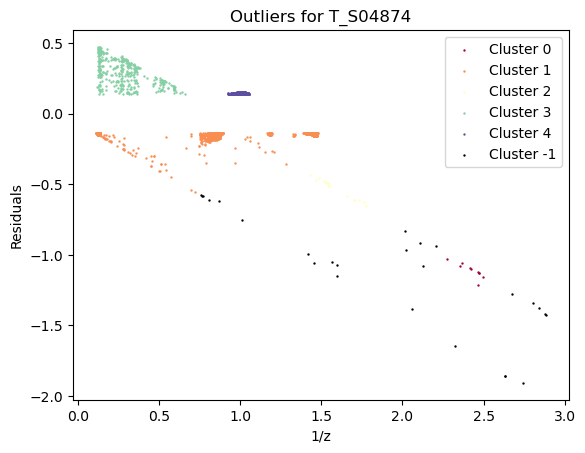 Outliers for T_S04874
Cluster 0
Cluster 1
Cluster 2
Cluster 3
Cluster 4
Cluster -1
Residuals
0.5
0.0
−0.5
−1.0
−1.5
−2.0
0.0 0.5 1.0 1.5 2.0 2.5 3.0
1/z